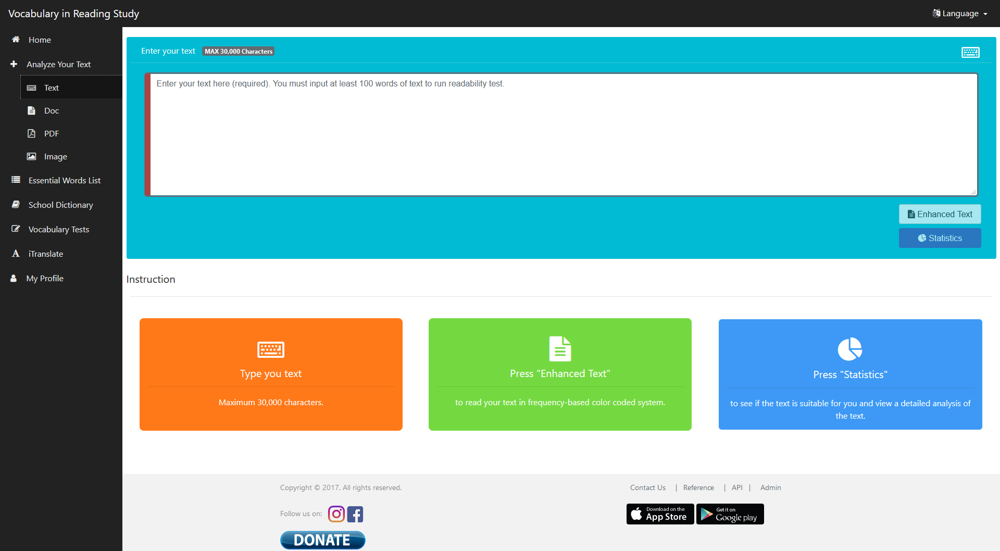 Vocabulary in Reading Study
Language
Home
Analyze Your Text
Text
Doc
PDF
Image
Essential Words List
School Dictionary
Vocabulary Tests
iTranslate
My Profile
Enter your text MAX 30,000 Characters
Enter your text here (required). You must input at least 100 words of text to run readability test.
Enhanced Text
Statistics
Instruction
Type you text
Maximum 30,000 characters.
Press "Enhanced Text"
to read your text in frequency-based color coded system.
Press "Statistics"
to see if the text is suitable for you and view a detailed analysis of
the text.
Copyright © 2017. All rights reserved.
Contact Us | Reference | API | Admin
Follow us on:
Download on the
App Store
Get it on
Google play
DONATE